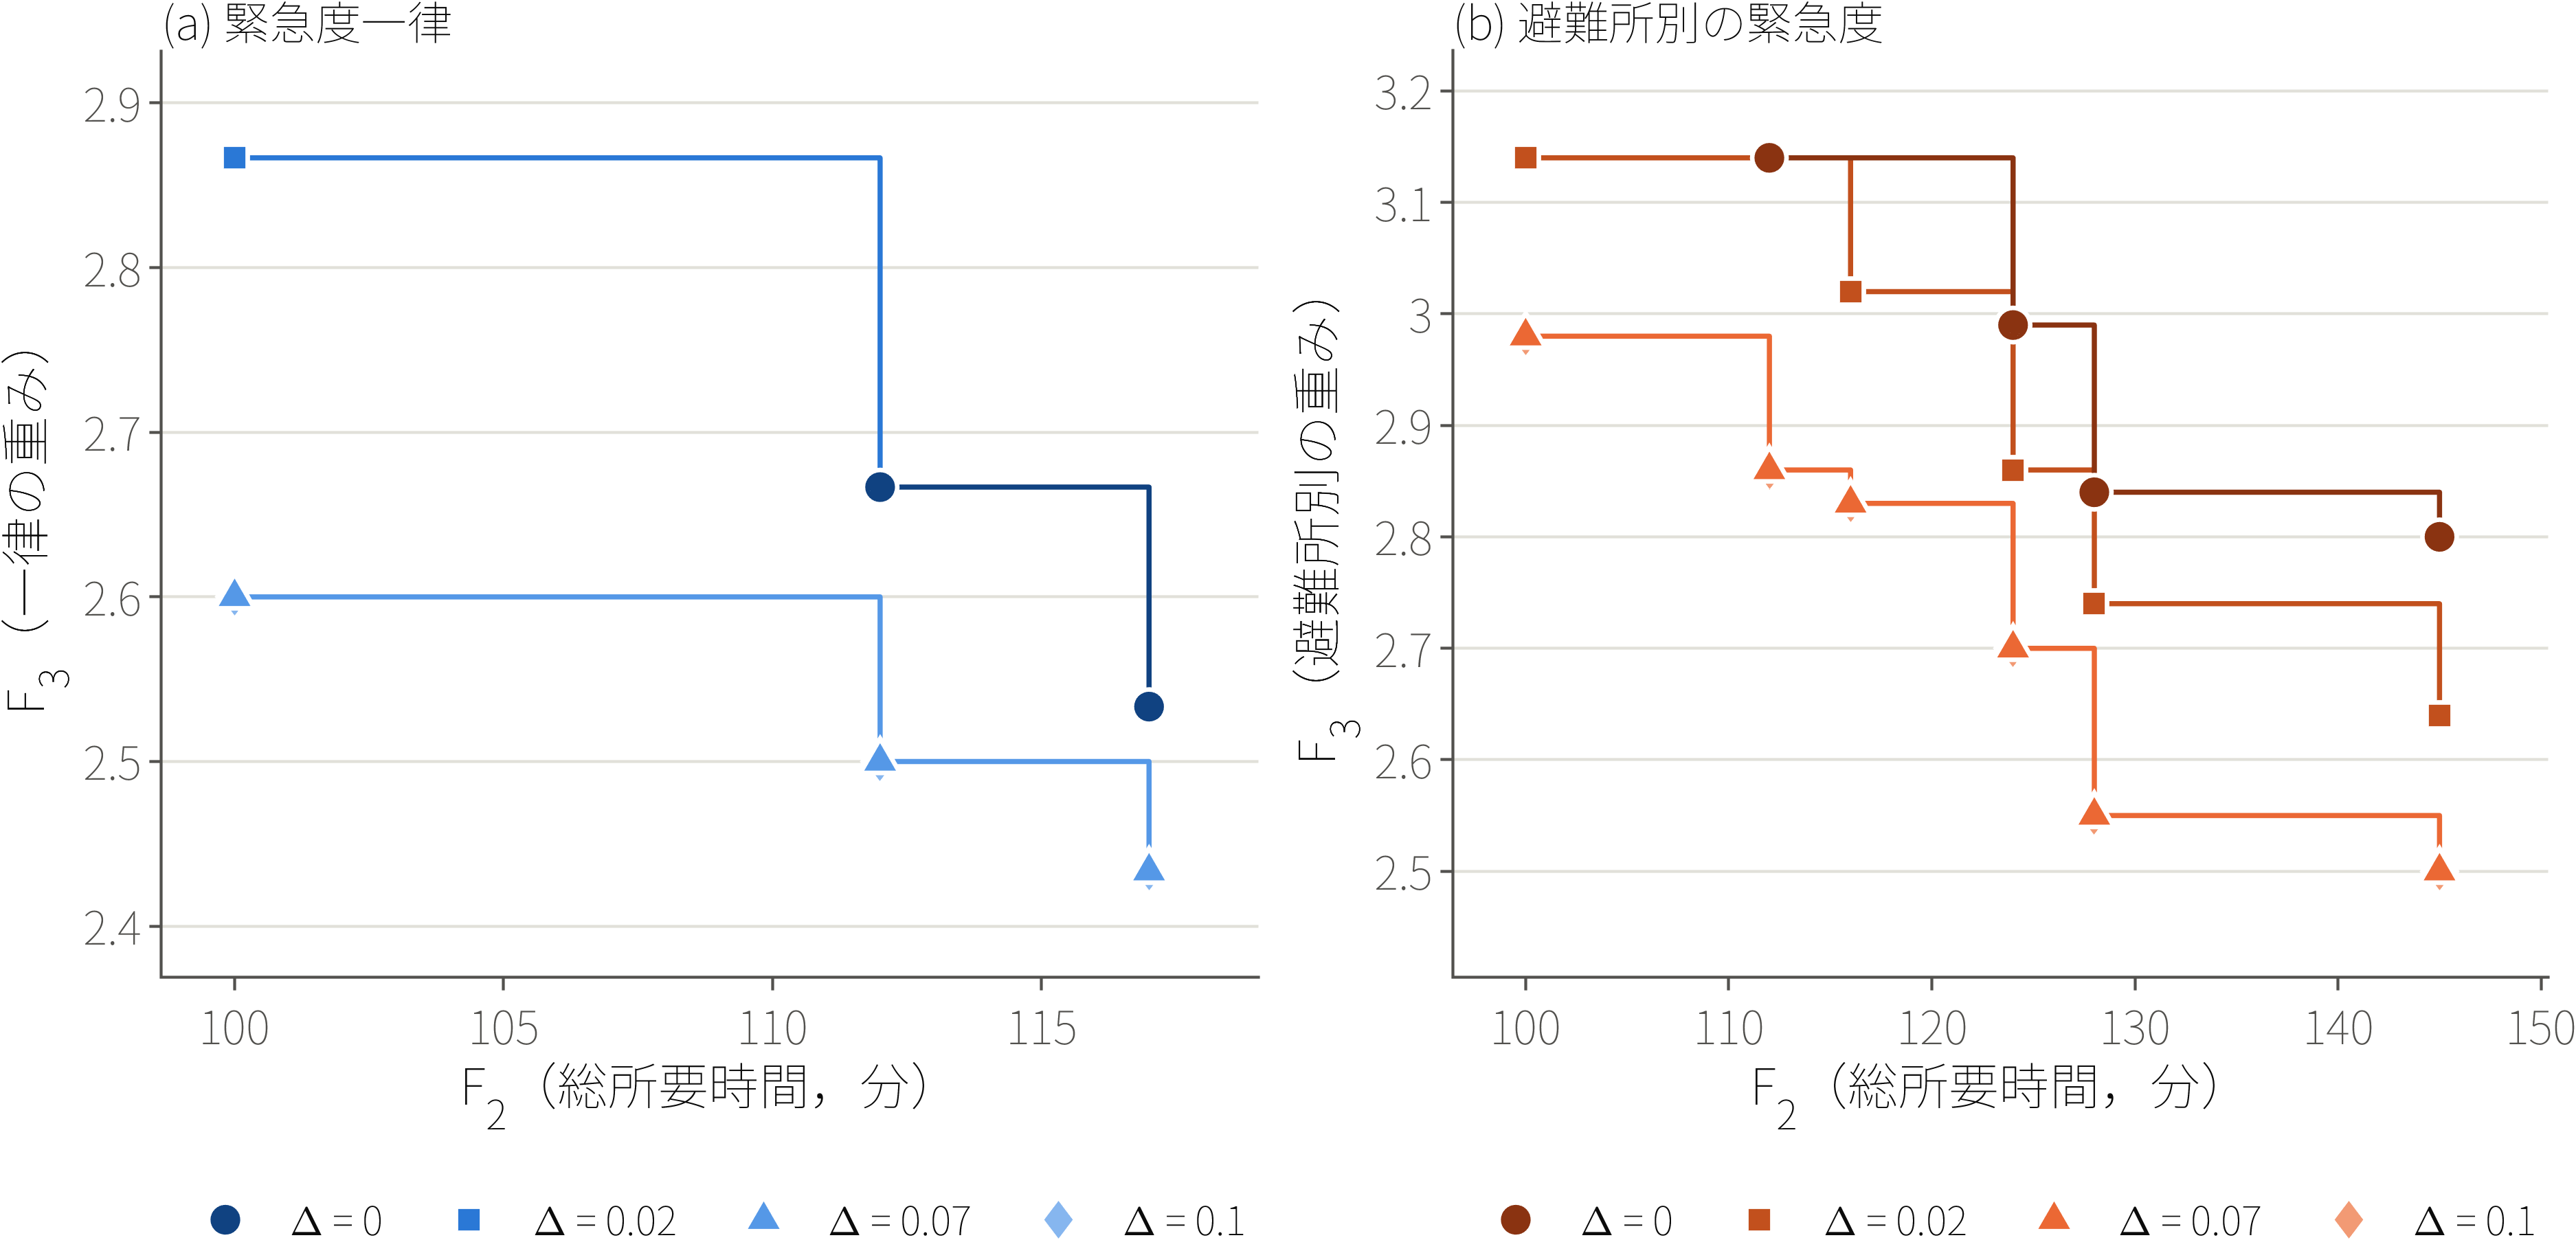 (a) 緊急度一律
2.9
2.8
2.7
2.6
2.5
2.4
F3（一律の重み）
100 105 110 115
F2（総所要時間，分）
Δ = 0 Δ = 0.02 Δ = 0.07 Δ = 0.1
(b) 避難所別の緊急度
3.2
3.1
3
2.9
2.8
2.7
2.6
2.5
F3（避難所別の重み）
100 110 120 130 140 150
F2（総所要時間，分）
Δ = 0 Δ = 0.02 Δ = 0.07 Δ = 0.1